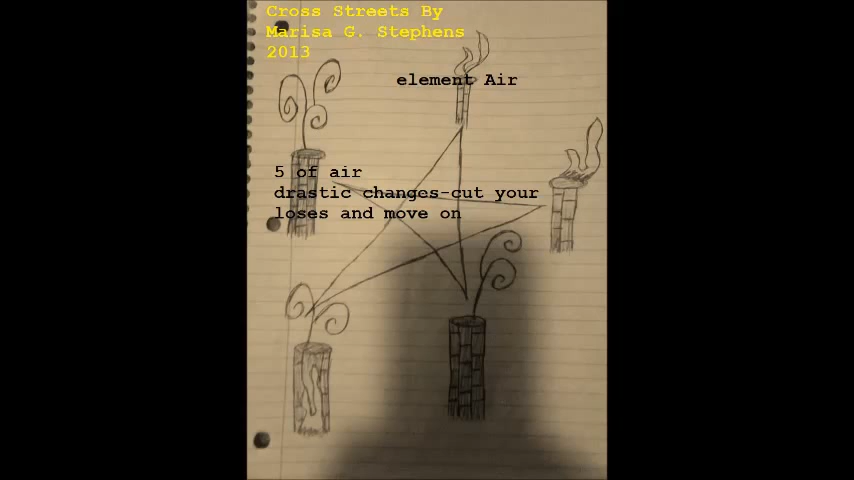 Cross Streets By
Marisa G. Stephens
2013
element Air
5 of air
drastic changes-cut your
loses and move on